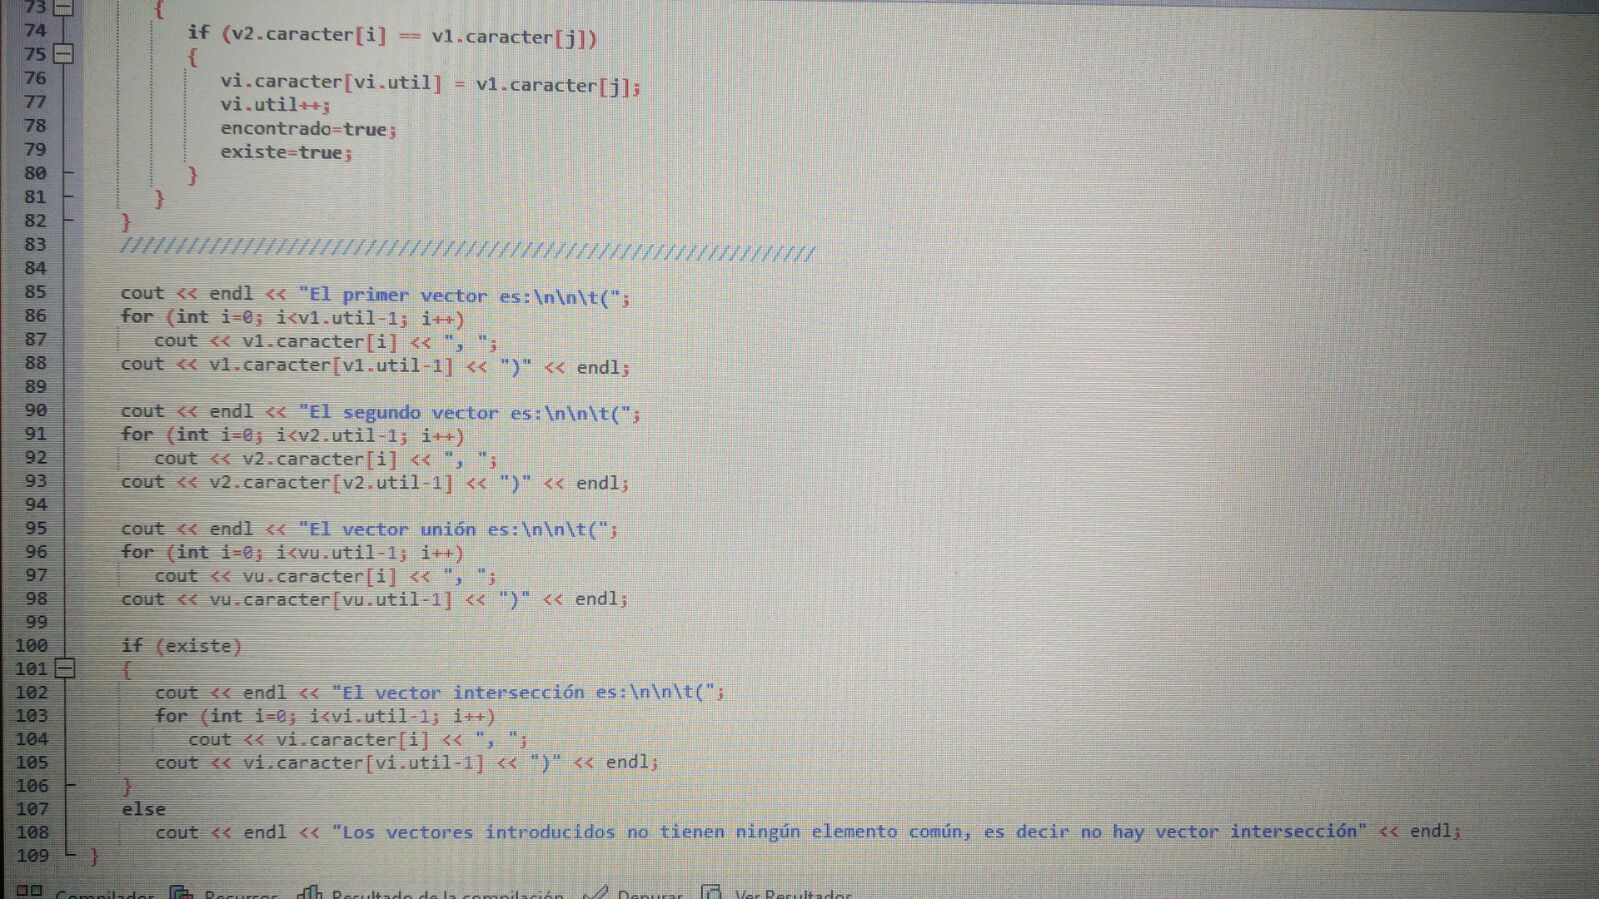 73 {
74 if (v2.caracter[i] == v1.caracter[j])
75 {
76 vi.caracter[vi.util] = v1.caracter[j];
77 vi.util++;
78 encontrado=true;
79 existe=true;
80 }
81 }
82 }
83 ///////////////////////////////////////////////////////////////
84
85 cout << endl << "El primer vector es:\n\n\t(";
86 for (int i=0; i<v1.util-1; i++)
87 cout << v1.caracter[i] << ", ";
88 cout << v1.caracter[v1.util-1] << ")" << endl;
89
90 cout << endl << "El segundo vector es:\n\n\t(";
91 for (int i=0; i<v2.util-1; i++)
92 cout << v2.caracter[i] << ", ";
93 cout << v2.caracter[v2.util-1] << ")" << endl;
94
95 cout << endl << "El vector unión es:\n\n\t(";
96 for (int i=0; i<vu.util-1; i++)
97 cout << vu.caracter[i] << ", ";
98 cout << vu.caracter[vu.util-1] << ")" << endl;
99
100 if (existe)
101 {
102 cout << endl << "El vector intersección es:\n\n\t(";
103 for (int i=0; i<vi.util-1; i++)
104 cout << vi.caracter[i] << ", ";
105 cout << vi.caracter[vi.util-1] << ")" << endl;
106 }
107 else
108 cout << endl << "Los vectores introducidos no tienen ningún elemento común, es decir no hay vector intersección" << endl;
109 }
Compilador Recursos Resultado de la compilación Depurar Ver Resultados